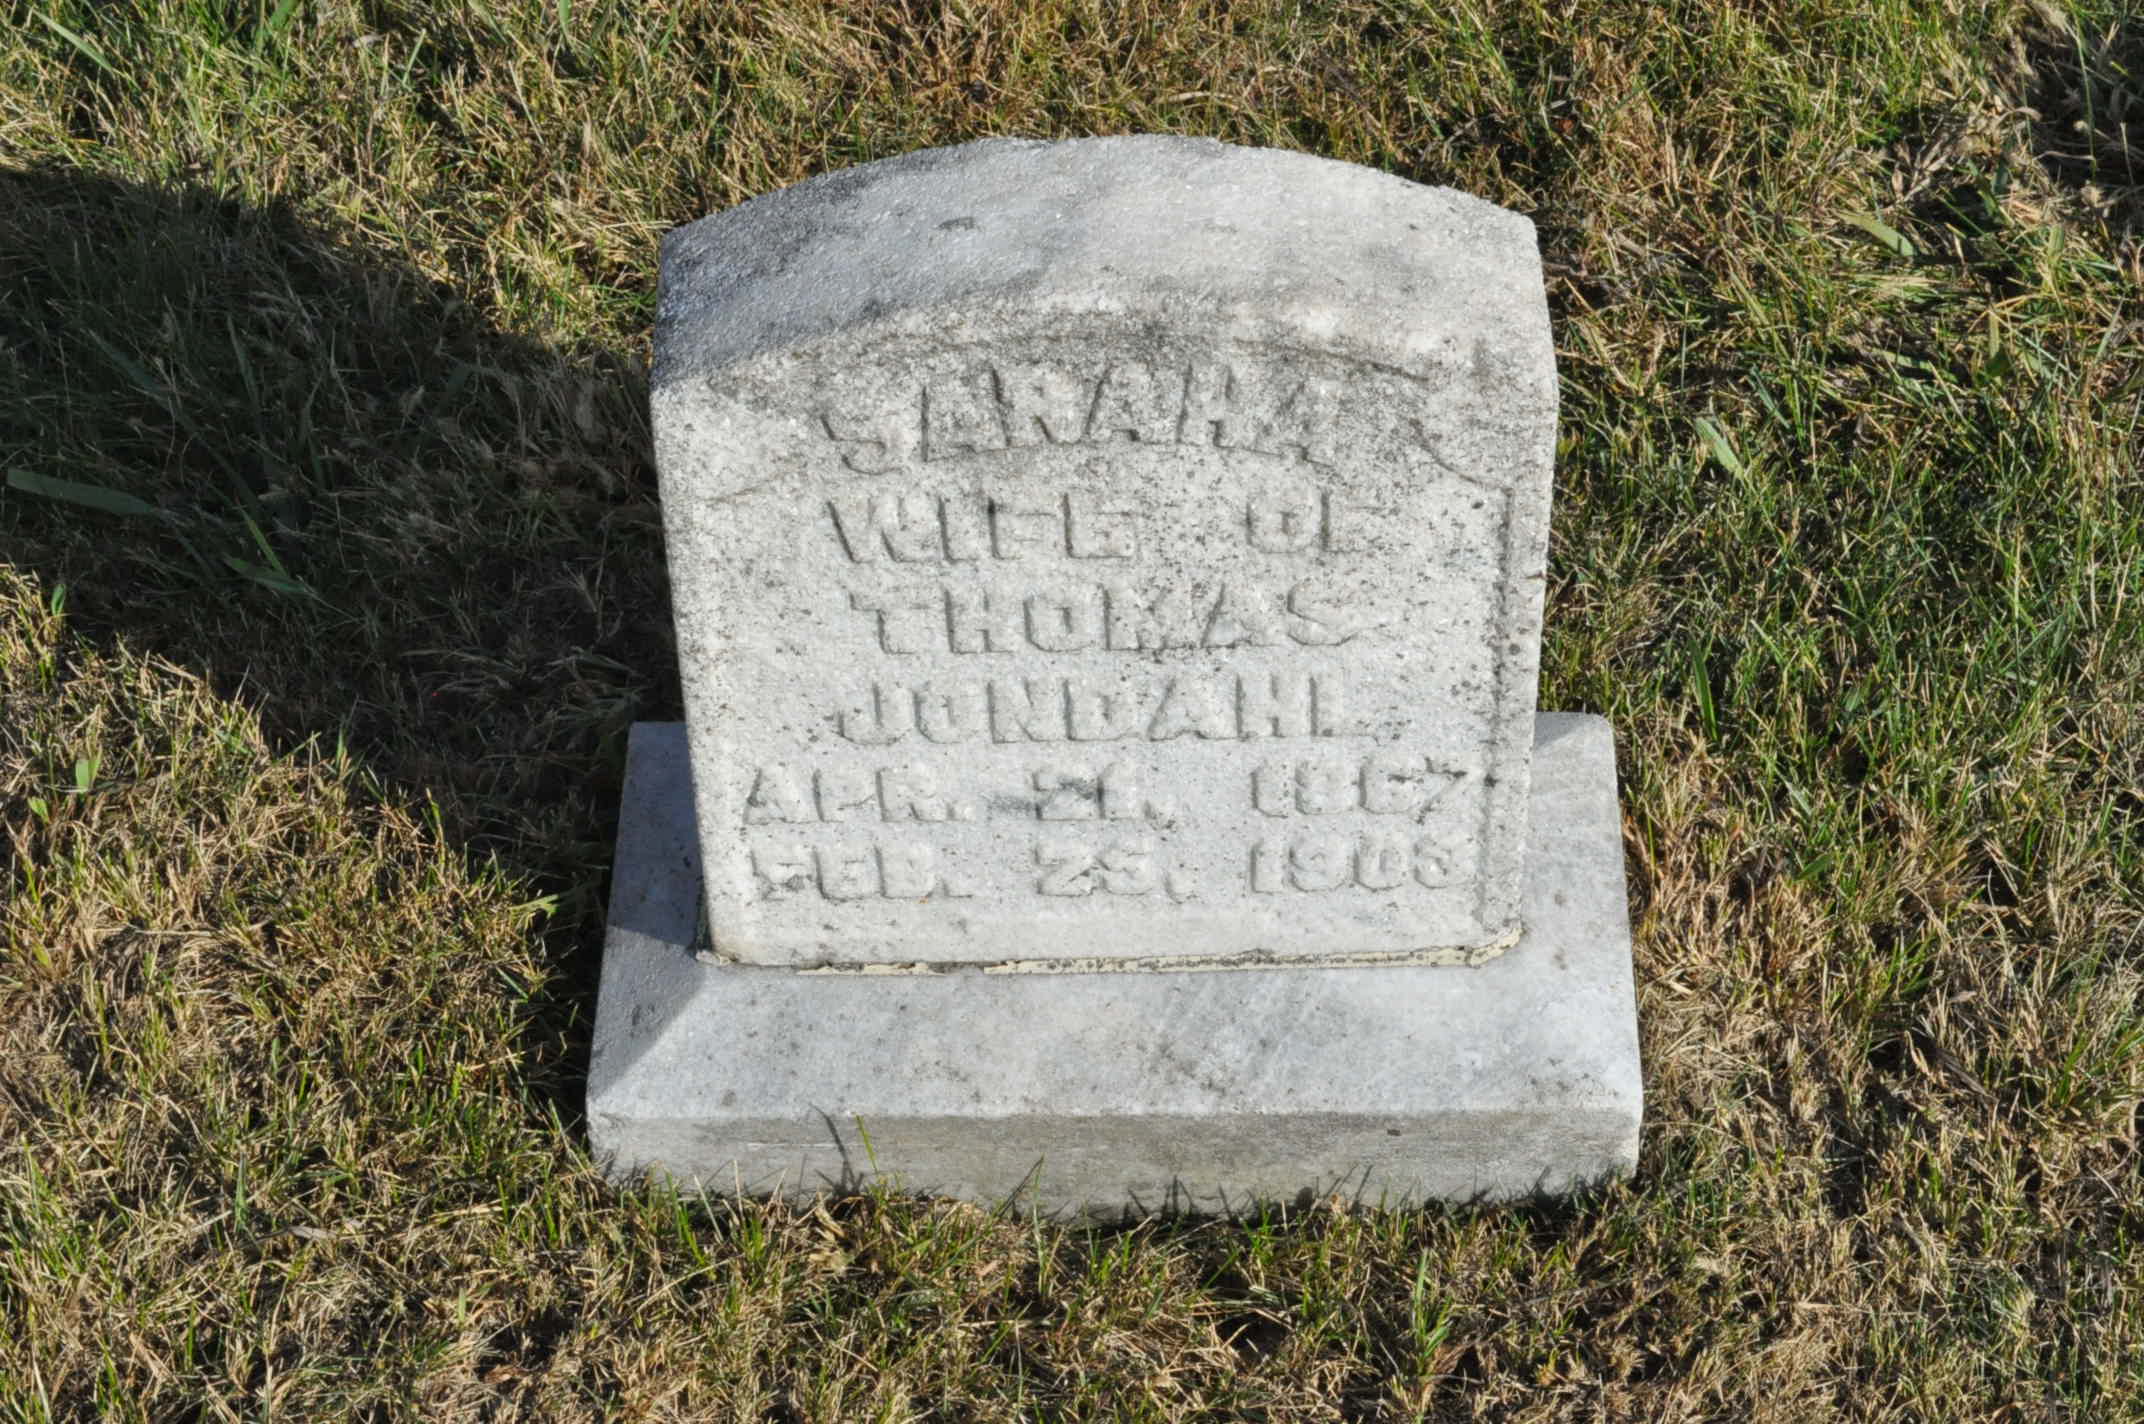 SARAH A
WIFE OF
THOMAS
JONDAHL
APR. 21, 1867
FEB. 25, 1903